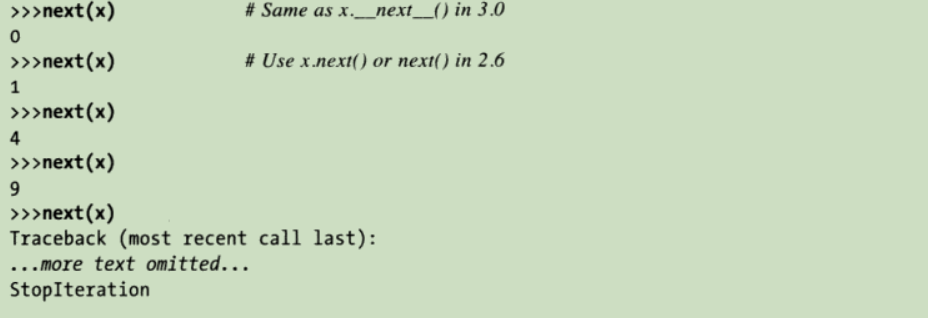 >>>next(x) # Same as x.__next__() in 3.0
0
>>>next(x) # Use x.next() or next() in 2.6
1
>>>next(x)
4
>>>next(x)
9
>>>next(x)
Traceback (most recent call last):
...more text omitted...
StopIteration